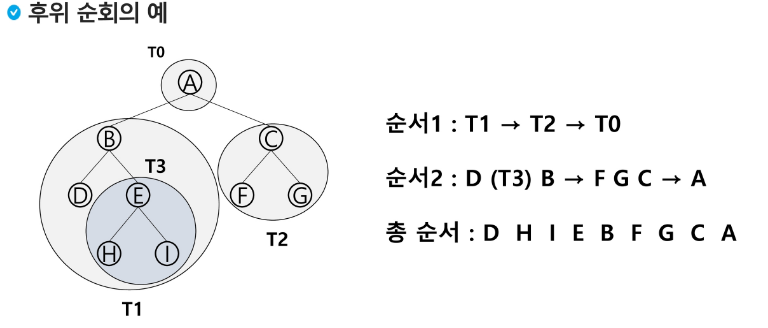 후위 순회의 예
T0
A
B
C
T3
D
E
F
G
H
I
T2
T1
순서1 : T1 → T2 → T0
순서2 : D (T3) B → F G C → A
총 순서 : D H I E B F G C A